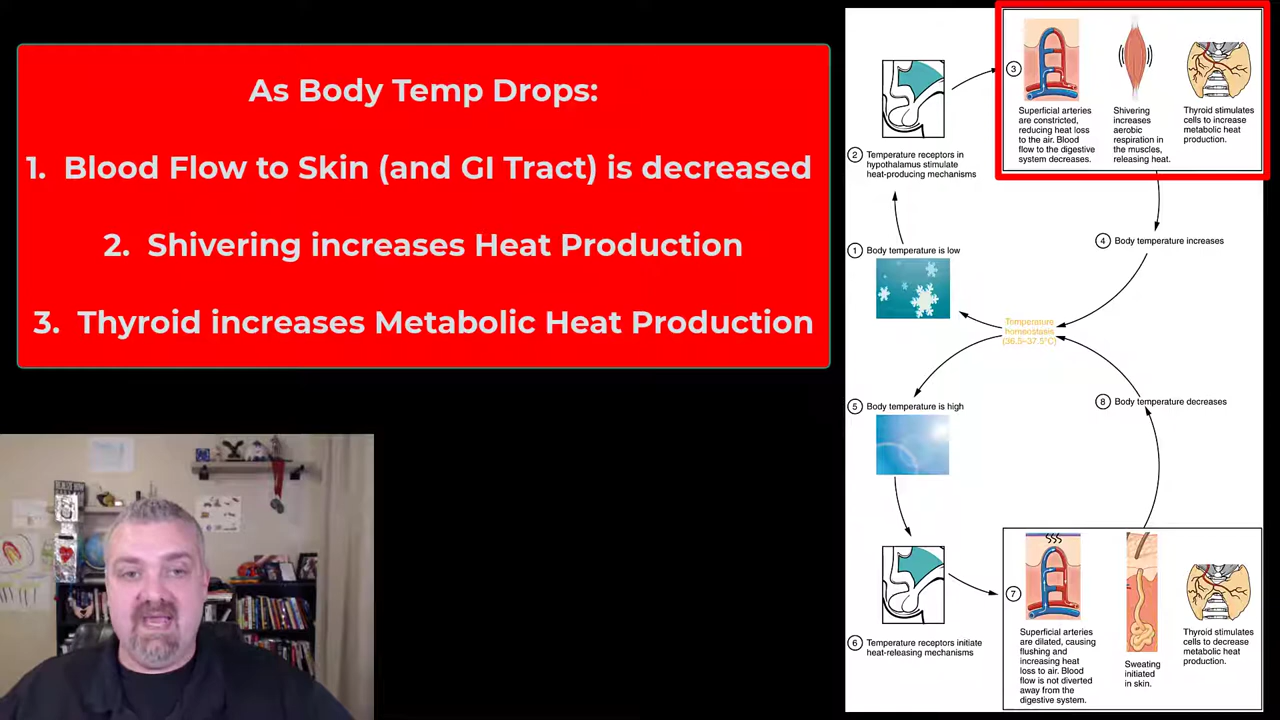 As Body Temp Drops:
1. Blood Flow to Skin (and GI Tract) is decreased
2. Shivering increases Heat Production
3. Thyroid increases Metabolic Heat Production
3
Superficial arteries
are constricted,
reducing heat loss
to the air. Blood
flow to the digestive
system decreases.
Shivering
increases
aerobic
respiration in
the muscles,
releasing heat.
Thyroid stimulates
cells to increase
metabolic heat
production.
2 Temperature receptors in
hypothalamus stimulate
heat-producing mechanisms
1 Body temperature is low
4 Body temperature increases
Temperature
homeostasis
(36.5–37.5°C)
5 Body temperature is high
8 Body temperature decreases
6 Temperature receptors initiate
heat-releasing mechanisms
7
Superficial arteries
are dilated, causing
flushing and
increasing heat
loss to air. Blood
flow is not diverted
away from the
digestive system.
Sweating
initiated
in skin.
Thyroid stimulates
cells to decrease
metabolic heat
production.